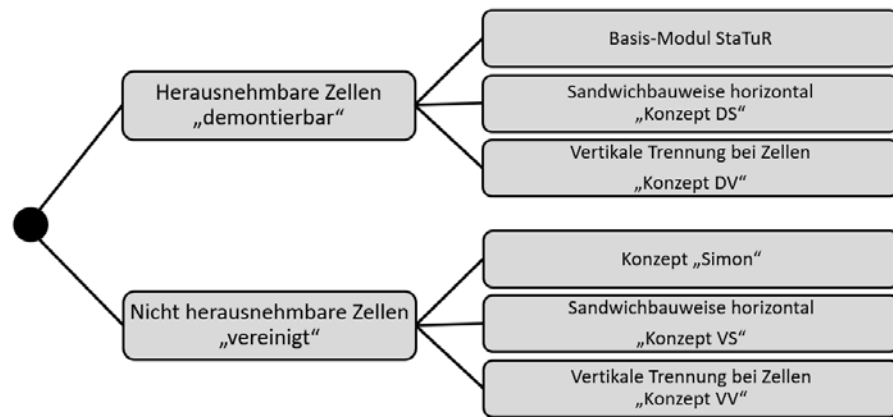 Basis-Modul StaTuR
Herausnehmbare Zellen
„demontierbar“
Sandwichbauweise horizontal
„Konzept DS“
Vertikale Trennung bei Zellen
„Konzept DV“
Konzept „Simon“
Nicht herausnehmbare Zellen
„vereinigt“
Sandwichbauweise horizontal
„Konzept VS“
Vertikale Trennung bei Zellen
„Konzept VV“